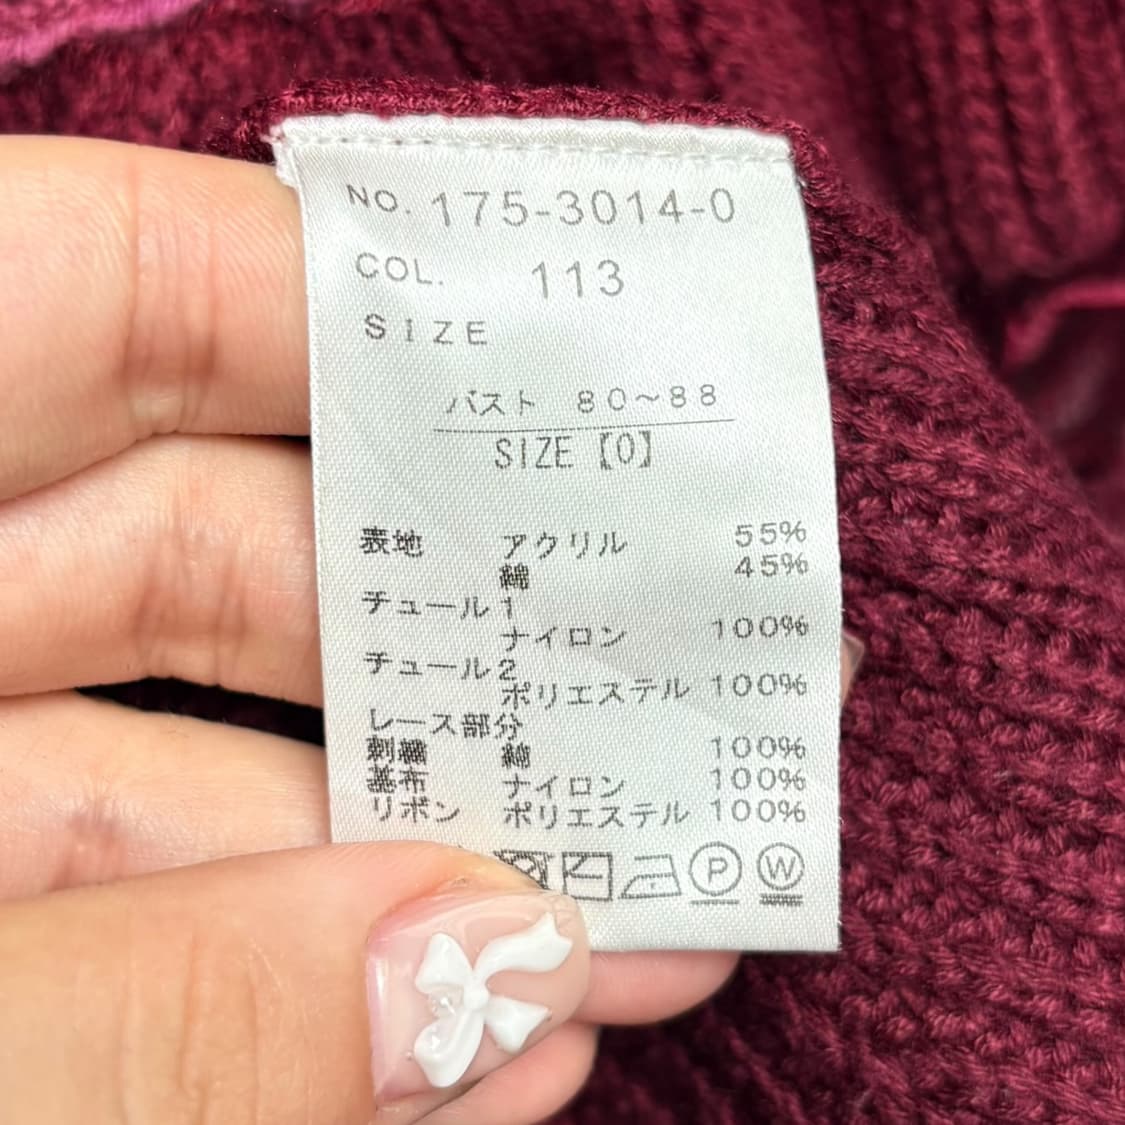 NO. 175-3014-0
COL. 113
SIZE
バスト 80~88
SIZE【0】
表地 アクリル 55%
綿 45%
チュール1
ナイロン 100%
チュール2
ポリエステル 100%
レース部分
刺繍 綿 100%
基布 ナイロン 100%
リボン ポリエステル 100%
P W